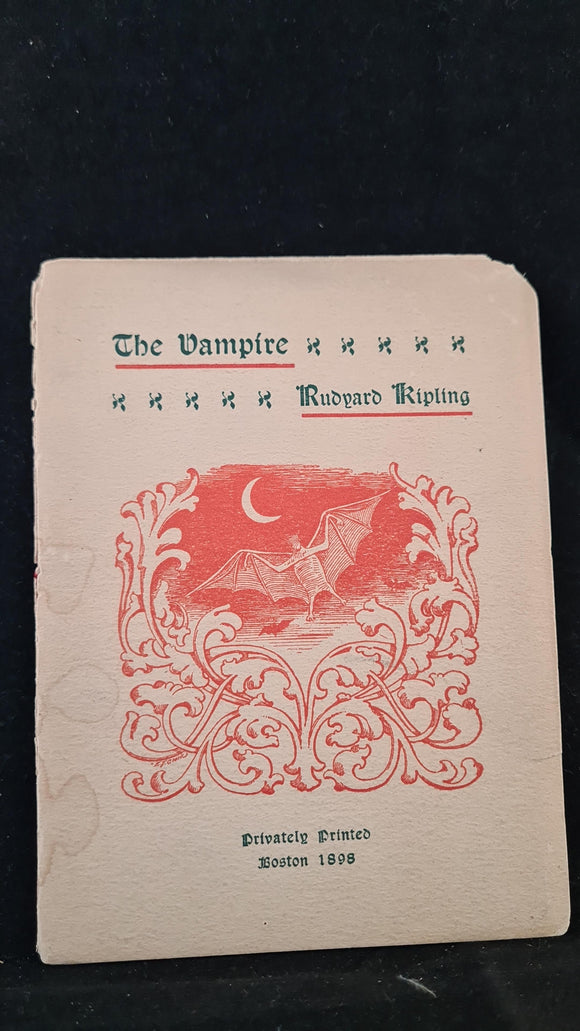 The Vampire
Rudyard Kipling
Privately Printed
Boston 1898